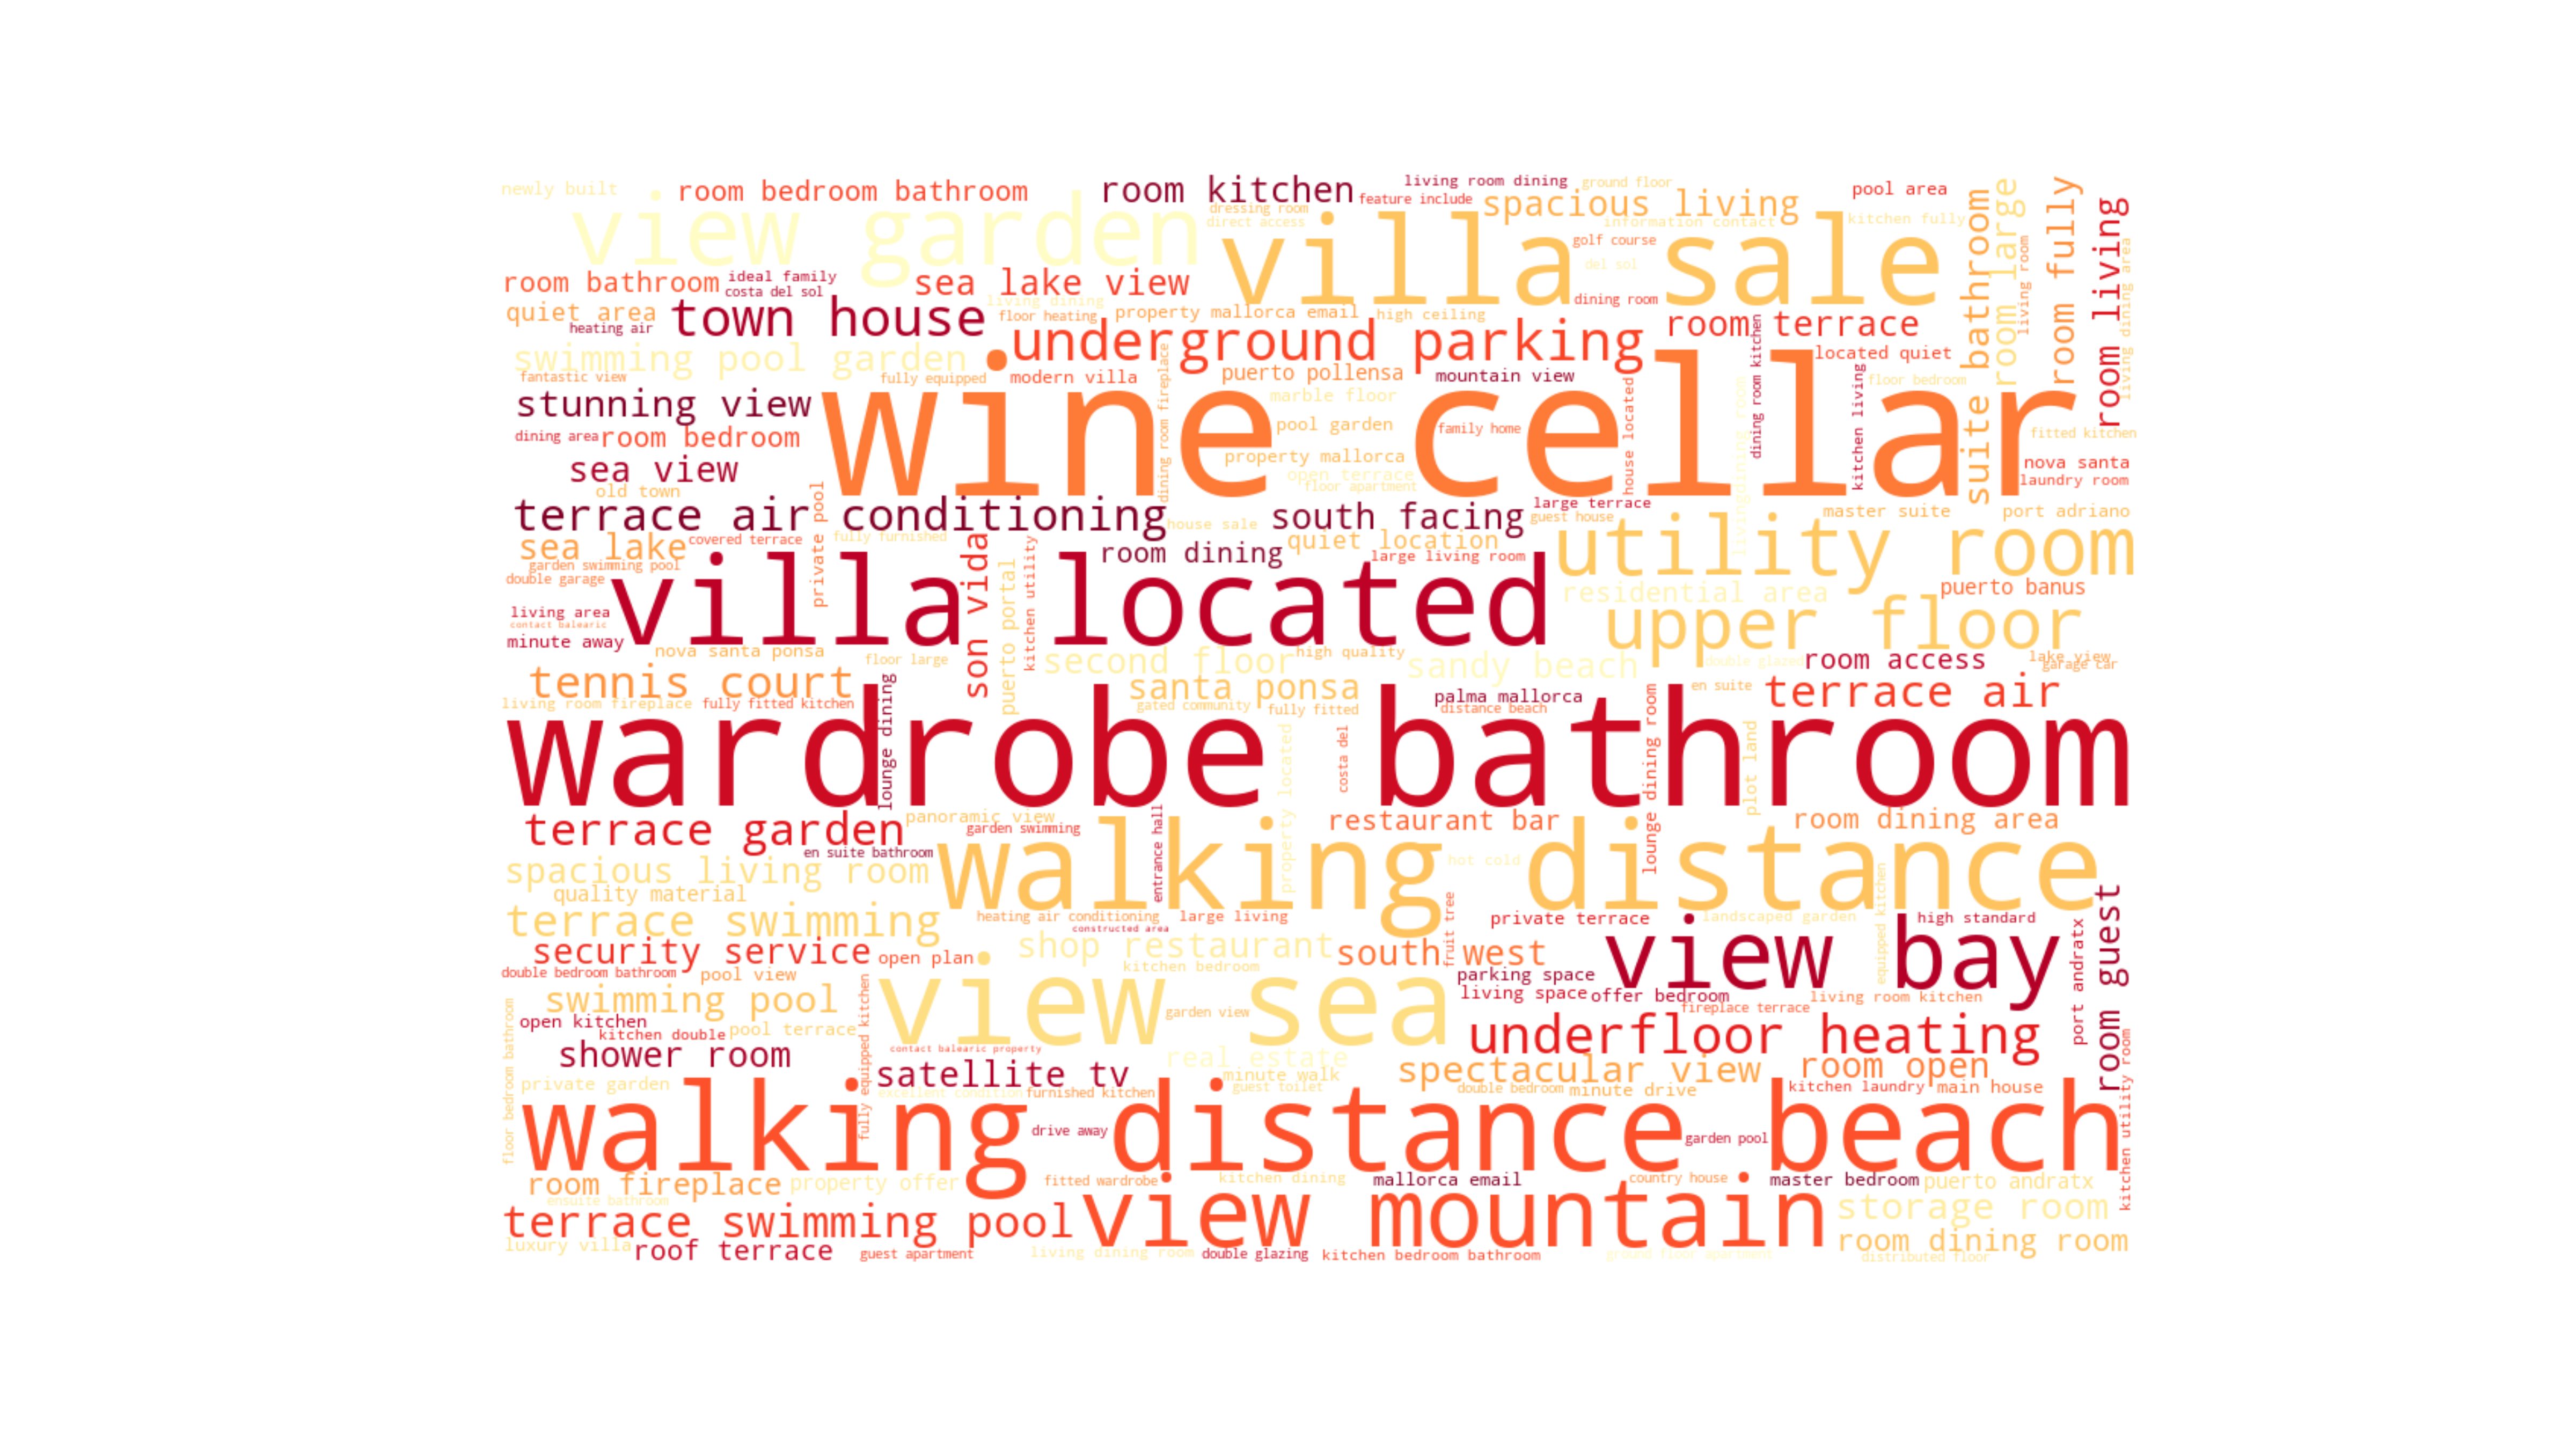 newly built
room bedroom bathroom
room kitchen
living room dining
ground floor
pool area
view garden
dressing room
feature include
spacious living
direct access
information contact
kitchen fully
villa sale
golf course
del sol
suite bathroom
room large
living room
room fully
room living
living dining area
room bathroom
ideal family
costa del sol
sea lake view
living dining
dining room
quiet area
heating air
town house
floor heating
property mallorca email
high ceiling
underground parking
room terrace
located quiet
swimming pool garden
fantastic view
fully equipped
modern villa
dining room fireplace
puerto pollensa
mountain view
dining room kitchen
kitchen living
floor bedroom
stunning view
wine cellar
marble floor
pool garden
family home
house located
dining area
room bedroom
property mallorca
open terrace
floor apartment
fitted kitchen
sea view
old town
nova santa
laundry room
terrace air conditioning
private pool
house sale
south facing
large terrace
guest house
master suite
port adriano
sea lake
covered terrace
fully furnished
garden swimming pool
double garage
son vida
puerto portal
kitchen utility
room dining
quiet location
large living room
utility room
villa located
residential area
puerto banus
living area
contact balearic
minute away
upper floor
nova santa ponsa
floor large
second floor
high quality
sandy beach
double glazed
room access
lake view
garage car
tennis court
santa ponsa
palma mallorca
en suite
terrace air
living room fireplace
fully fitted kitchen
lounge dining
gated community
fully fitted
distance beach
wardrobe bathroom
property located
costa del
lounge dining room
plot land
terrace garden
panoramic view
garden swimming
entrance hall
restaurant bar
room dining area
en suite bathroom
walking distance
hot cold
spacious living room
quality material
equipped kitchen
terrace swimming
heating air conditioning
large living
constructed area
fruit tree
private terrace
landscaped garden
high standard
room guest
security service
open plan
shop restaurant
south west
view bay
port andratx
double bedroom bathroom
pool view
kitchen bedroom
parking space
living space
offer bedroom
living room kitchen
fireplace terrace
swimming pool
view sea
garden view
floor bedroom bathroom
open kitchen
kitchen double
pool terrace
fully equipped kitchen
contact balearic property
underfloor heating
shower room
satellite tv
real estate
minute walk
guest toilet
spectacular view
room open
private garden
excellent condition
furnished kitchen
double bedroom
minute drive
kitchen laundry
main house
kitchen utility room
walking distance beach
drive away
garden pool
room fireplace
property offer
fitted wardrobe
kitchen dining
mallorca email
country house
master bedroom
puerto andratx
ensuite bathroom
terrace swimming pool
view mountain
storage room
luxury villa
roof terrace
guest apartment
living dining room
double glazing
kitchen bedroom bathroom
ground floor apartment
room dining room
distributed floor